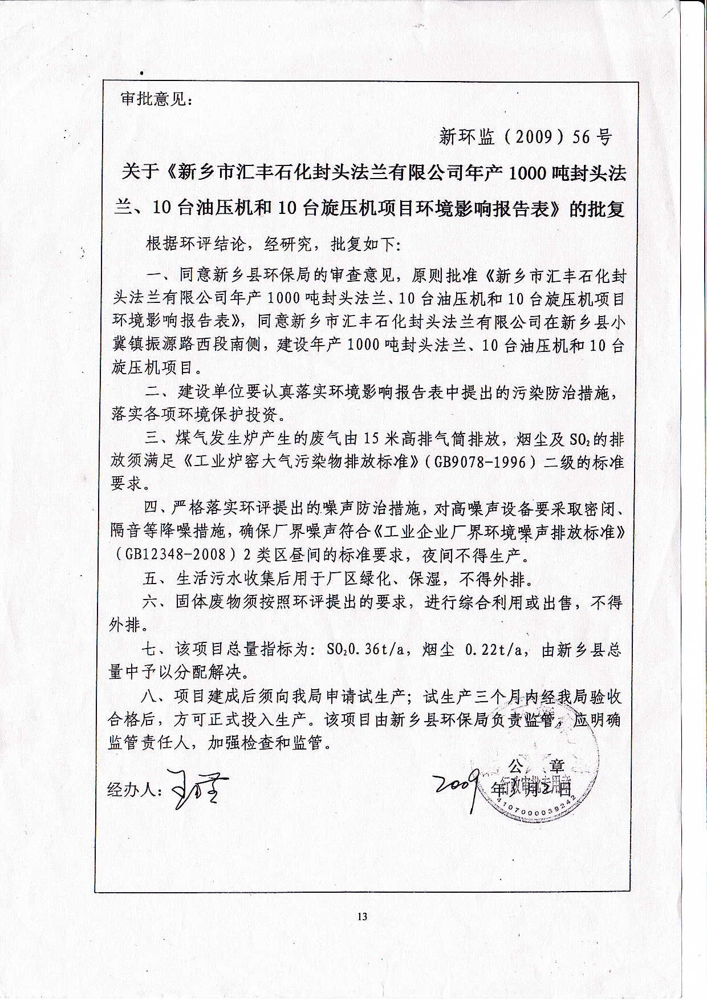 审批意见：
新环监（2009）56号
关于《新乡市汇丰石化封头法兰有限公司年产1000吨封头法
兰、10台油压机和10台旋压机项目环境影响报告表》的批复
根据环评结论，经研究，批复如下：
一、同意新乡县环保局的审查意见，原则批准《新乡市汇丰石化封
头法兰有限公司年产1000吨封头法兰、10台油压机和10台旋压机项目
环境影响报告表》，同意新乡市汇丰石化封头法兰有限公司在新乡县小
冀镇振源路西段南侧，建设年产1000吨封头法兰、10台油压机和10台
旋压机项目。
二、建设单位要认真落实环境影响报告表中提出的污染防治措施，
落实各项环境保护投资。
三、煤气发生炉产生的废气由15米高排气筒排放，烟尘及SO₂的排
放须满足《工业炉窑大气污染物排放标准》（GB9078-1996）二级的标准
要求。
四、严格落实环评提出的噪声防治措施，对高噪声设备要采取密闭、
隔音等降噪措施，确保厂界噪声符合《工业企业厂界环境噪声排放标准》
（GB12348-2008）2类区昼间的标准要求，夜间不得生产。
五、生活污水收集后用于厂区绿化、保湿，不得外排。
六、固体废物须按照环评提出的要求，进行综合利用或出售，不得
外排。
七、该项目总量指标为：SO₂0.36t/a，烟尘 0.22t/a，由新乡县总
量中予以分配解决。
八、项目建成后须向我局申请试生产；试生产三个月内经我局验收
合格后，方可正式投入生产。该项目由新乡县环保局负责监管，应明确
监管责任人，加强检查和监管。
公 章
经办人： 2009年 月2日
行政审批专用章
4107000039242
13